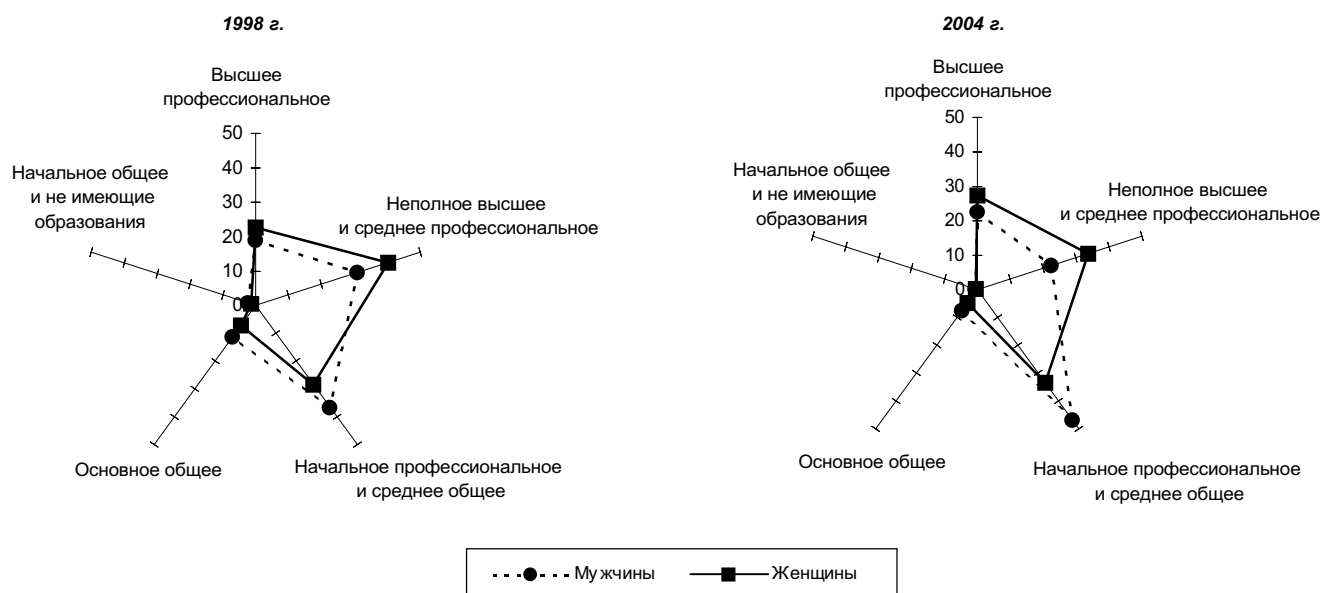 1998 г.
Высшее
профессиональное
50
40
30
20
10
0
Начальное общее
и не имеющие
образования
Неполное высшее
и среднее профессиональное
Основное общее
Начальное профессиональное
и среднее общее
2004 г.
Высшее
профессиональное
50
40
30
20
10
0
Начальное общее
и не имеющие
образования
Неполное высшее
и среднее профессиональное
Основное общее
Начальное профессиональное
и среднее общее
Мужчины
Женщины